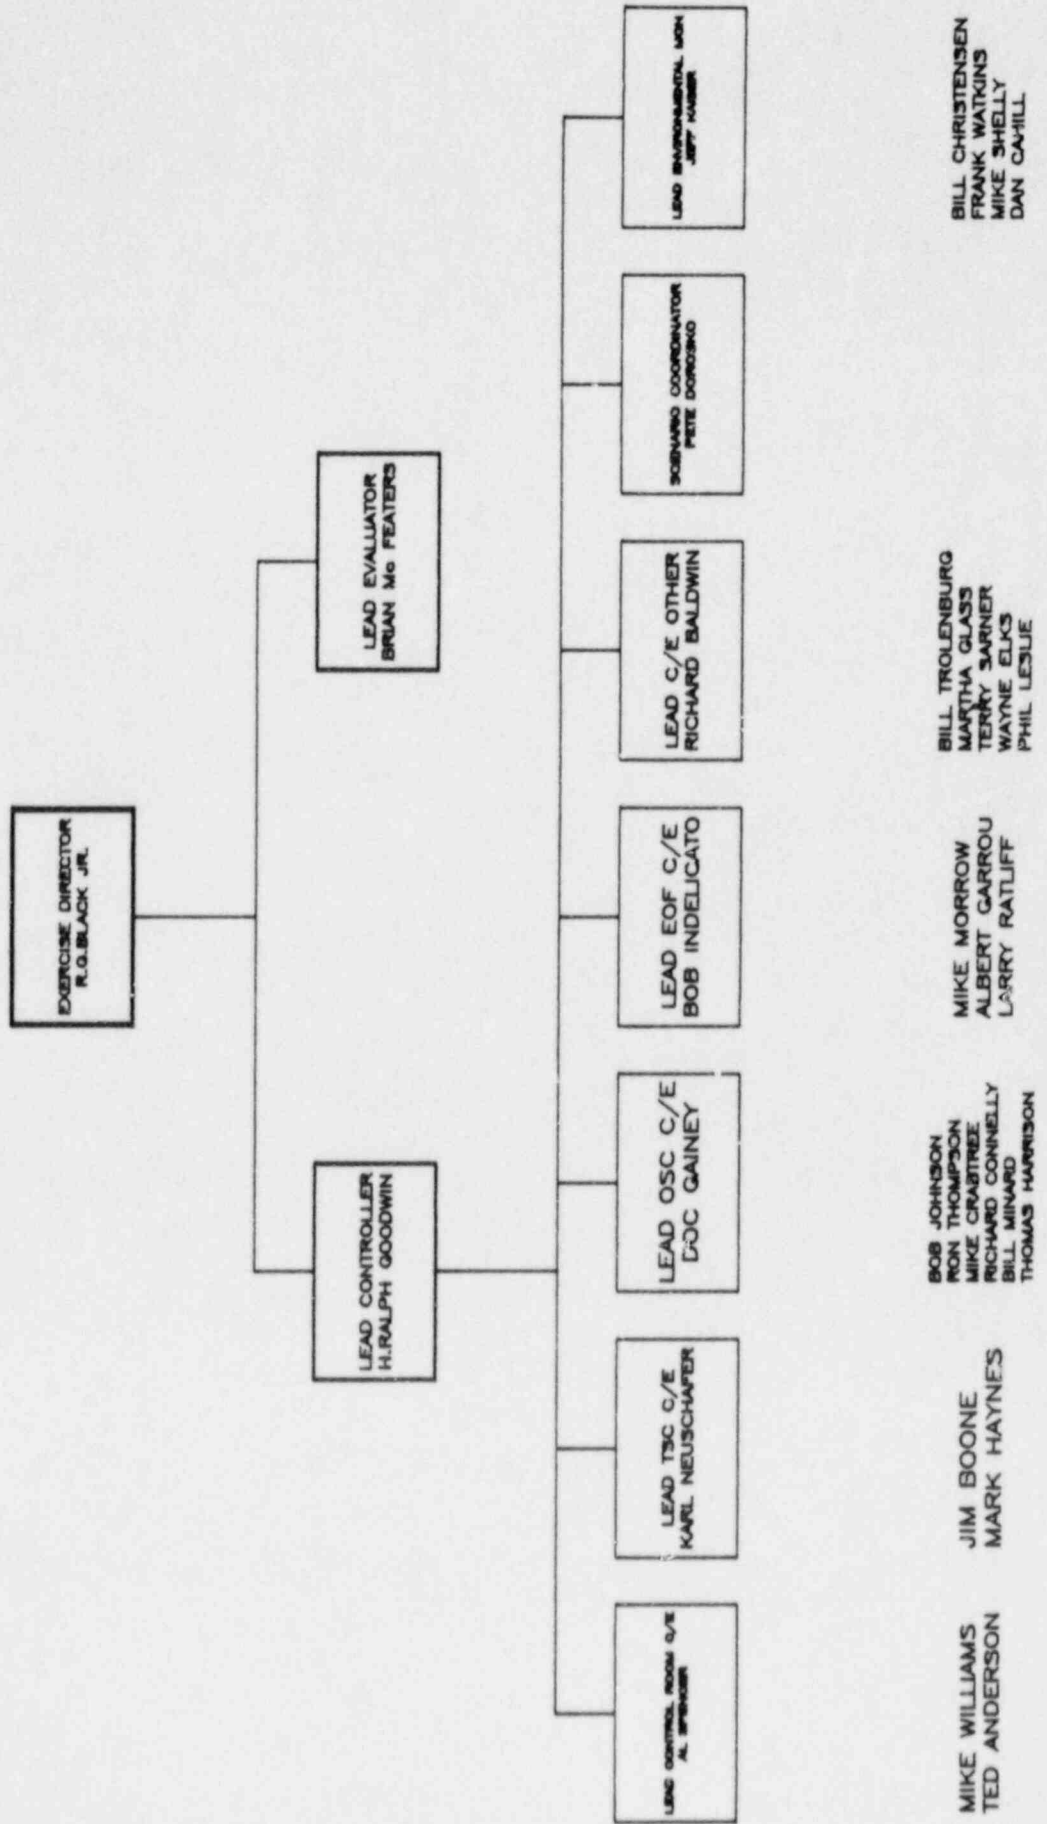 EXERCISE DIRECTOR
R.G.BLACK JR.
LEAD CONTROLLER
H.RALPH GOODWIN
LEAD EVALUATOR
BRIAN Mc FEATERS
LEAD CONTROL ROOM C/E
AL SPENCER
LEAD TSC C/E
KARL NEUSCHAFER
LEAD OSC C/E
DOC GAINEY
LEAD EOF C/E
BOB INDELICATO
LEAD C/E OTHER
RICHARD BALDWIN
SCENARIO COORDINATOR
PETE DOROSKO
LEAD ENVIRONMENTAL MON
JEFF KAISER
MIKE WILLIAMS
TED ANDERSON
JIM BOONE
MARK HAYNES
BOB JOHNSON
RON THOMPSON
MIKE CRABTREE
RICHARD CONNELLY
BILL MINARD
THOMAS HARRISON
MIKE MORROW
ALBERT GARROU
LARRY RATLIFF
BILL TROLENBURG
MARTHA GLASS
TERRY SARNER
WAYNE ELKS
PHIL LESLIE
BILL CHRISTENSEN
FRANK WATKINS
MIKE SHELLY
DAN CAHILL